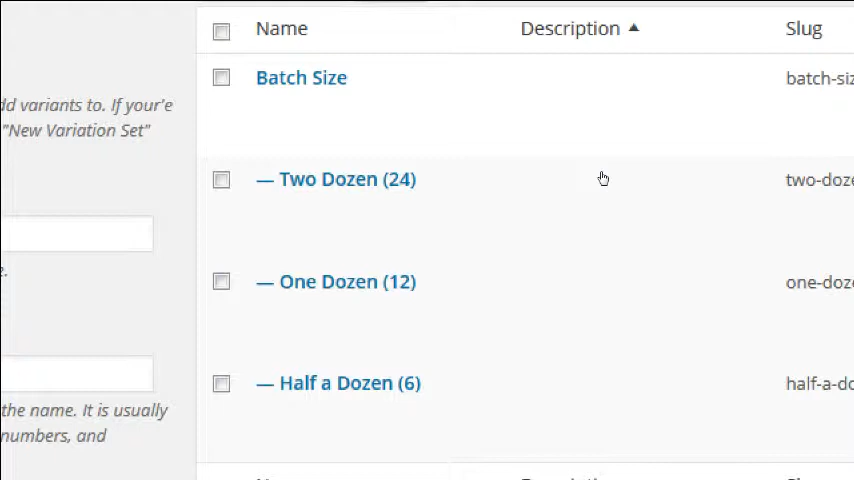 Name Description Slug
dd variants to. If your'e
"New Variation Set"
Batch Size batch-siz
— Two Dozen (24) two-doze
e.
— One Dozen (12) one-doze
— Half a Dozen (6) half-a-do
the name. It is usually
numbers, and